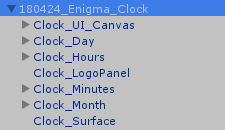 180424_Enigma_Clock
Clock_UI_Canvas
Clock_Day
Clock_Hours
Clock_LogoPanel
Clock_Minutes
Clock_Month
Clock_Surface